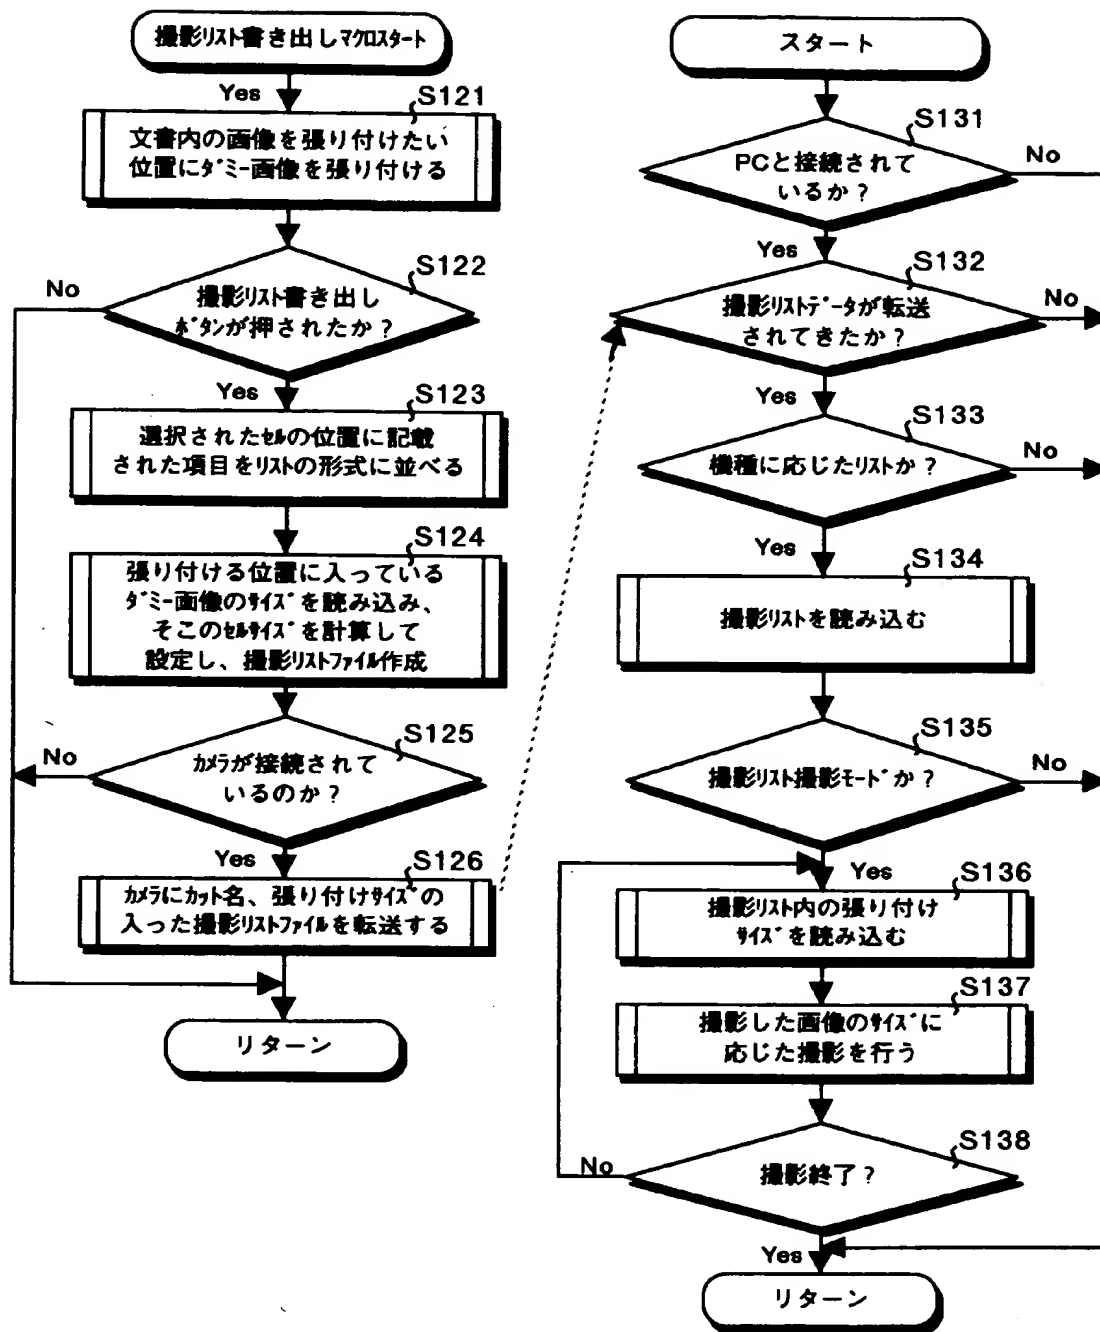 撮影リスト書き出しマクロスタート
Yes
S121
文書内の画像を張り付けたい
位置にダミー画像を張り付ける
S122
No
撮影リスト書き出し
ボタンが押されたか？
Yes
S123
選択されたセルの位置に記載
された項目をリストの形式に並べる
S124
張り付ける位置に入っている
ダミー画像のサイズを読み込み、
そこのセルサイズを計算して
設定し、撮影リストファイル作成
S125
No
カメラが接続されて
いるのか？
Yes
S126
カメラにカット名、張り付けサイズの
入った撮影リストファイルを転送する
リターン
スタート
S131
No
PCと接続されて
いるか？
Yes
S132
No
撮影リストデータが転送
されてきたか？
Yes
S133
No
機種に応じたリストか？
Yes
S134
撮影リストを読み込む
S135
No
撮影リスト撮影モードか？
Yes
S136
撮影リスト内の張り付け
サイズを読み込む
S137
撮影した画像のサイズに
応じた撮影を行う
S138
No
撮影終了？
Yes
リターン